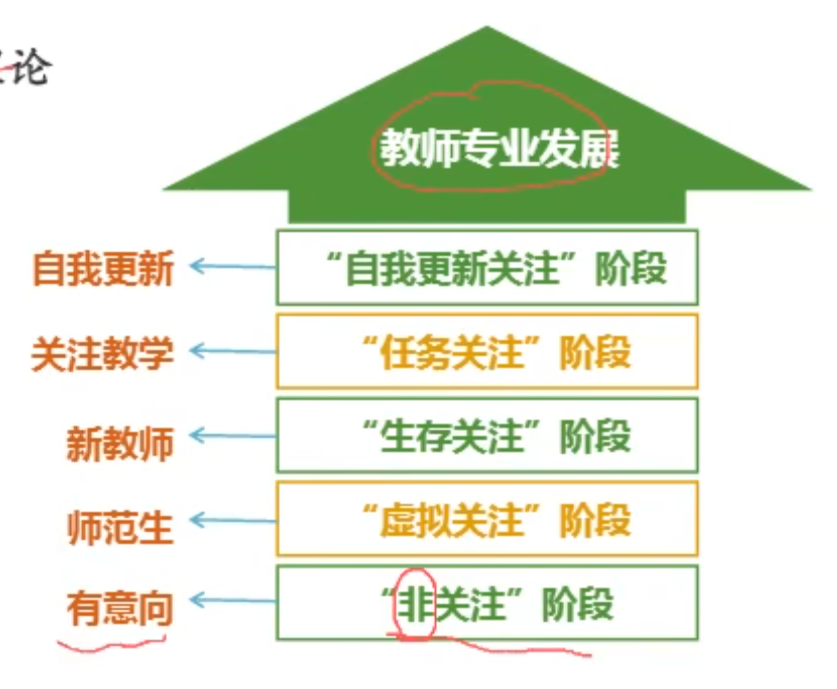 论
教师专业发展
自我更新 “自我更新关注”阶段
关注教学 “任务关注”阶段
新教师 “生存关注”阶段
师范生 “虚拟关注”阶段
有意向 “非关注”阶段